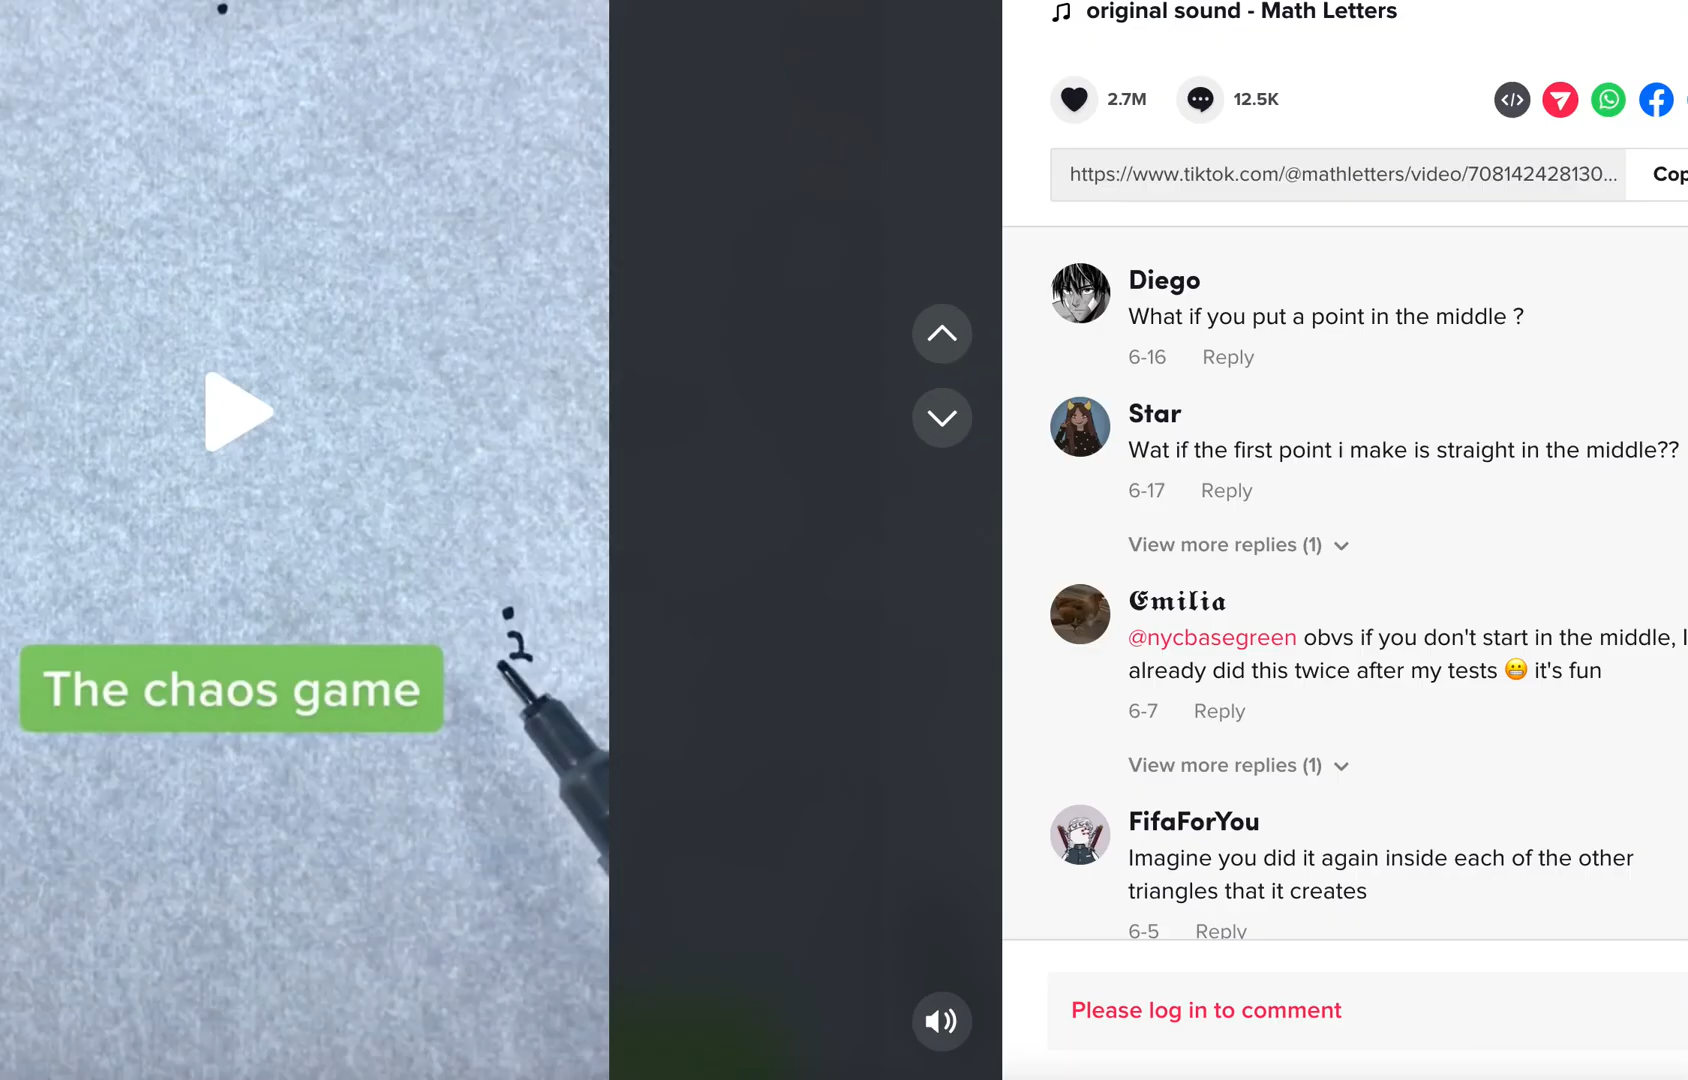 The chaos game
2
original sound - Math Letters
2.7M
12.5K
https://www.tiktok.com/@mathletters/video/708142428130...
Cop
Diego
What if you put a point in the middle ?
6-16 Reply
Star
Wat if the first point i make is straight in the middle??
6-17 Reply
View more replies (1)
Emilia
@nycbasegreen obvs if you don't start in the middle, I
already did this twice after my tests 😬 it's fun
6-7 Reply
View more replies (1)
FifaForYou
Imagine you did it again inside each of the other
triangles that it creates
6-5 Reply
Please log in to comment